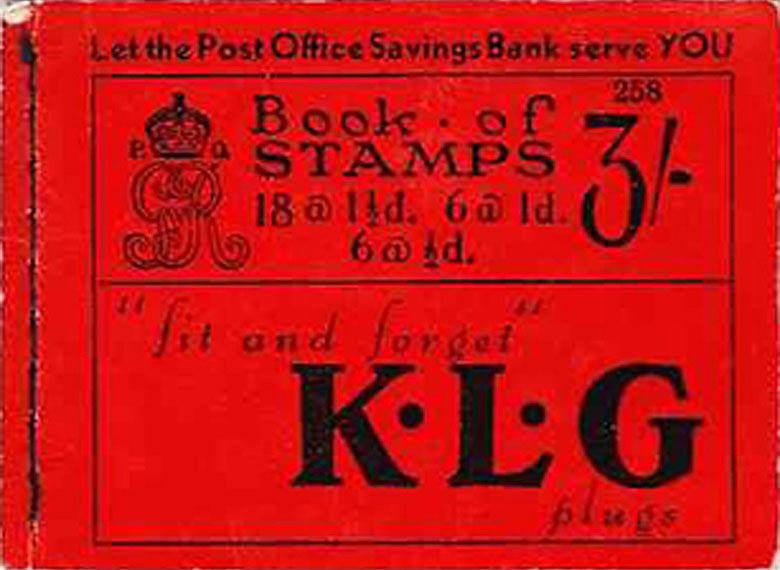 Let the Post Office Savings Bank serve YOU
258
P. O.
GvR
Book · of
STAMPS
3/-
18 @ 1½d. 6 @ 1d.
6 @ ½d.
"fit and forget"
K·L·G
plugs